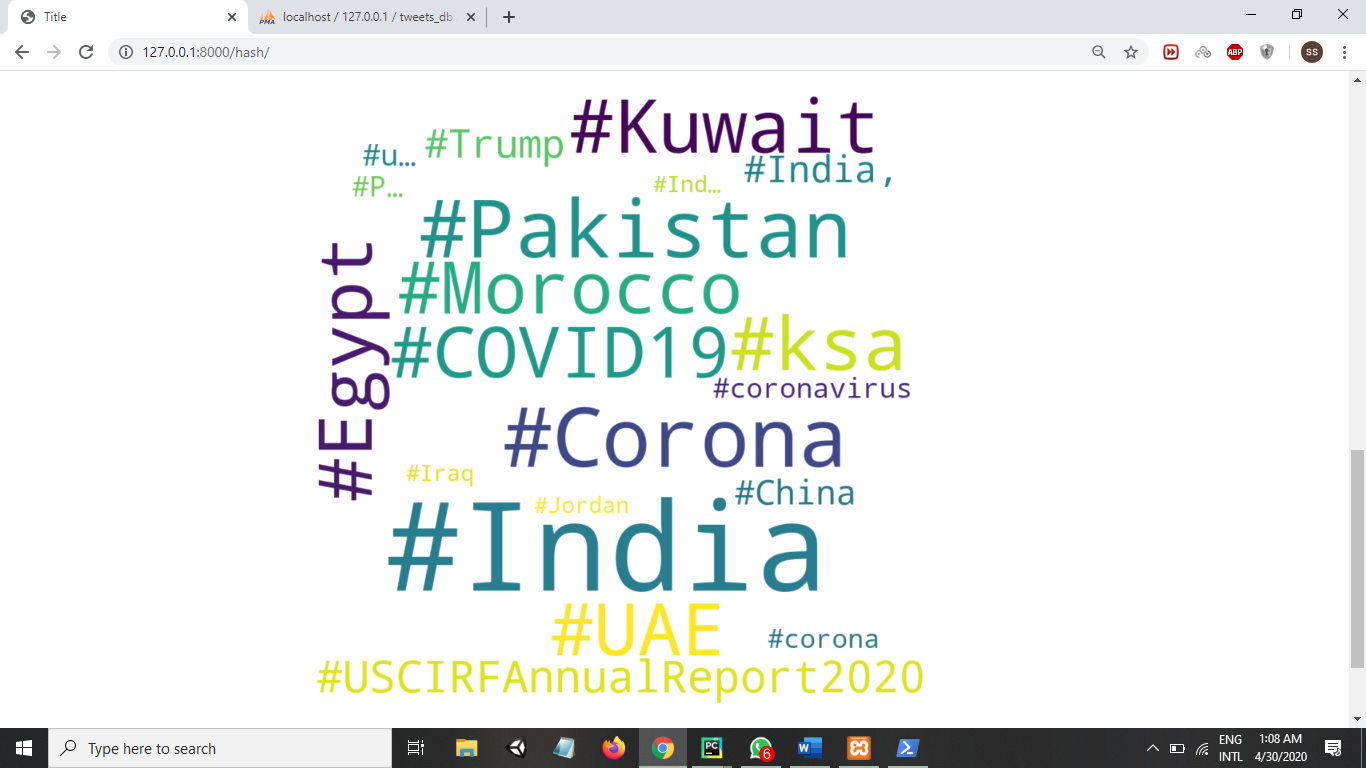 Title
localhost / 127.0.0.1 / tweets_db
127.0.0.1:8000/hash/
ABP
SS
#Kuwait
#Trump
#u…
#India,
#P…
#Ind…
#Pakistan
#Egypt
#Morocco
#COVID19
#ksa
#coronavirus
#Corona
#Iraq
#China
#Jordan
#India
#UAE
#corona
#USCIRFAnnualReport2020
Type here to search
PC
6
W
ENG
INTL
1:08 AM
4/30/2020